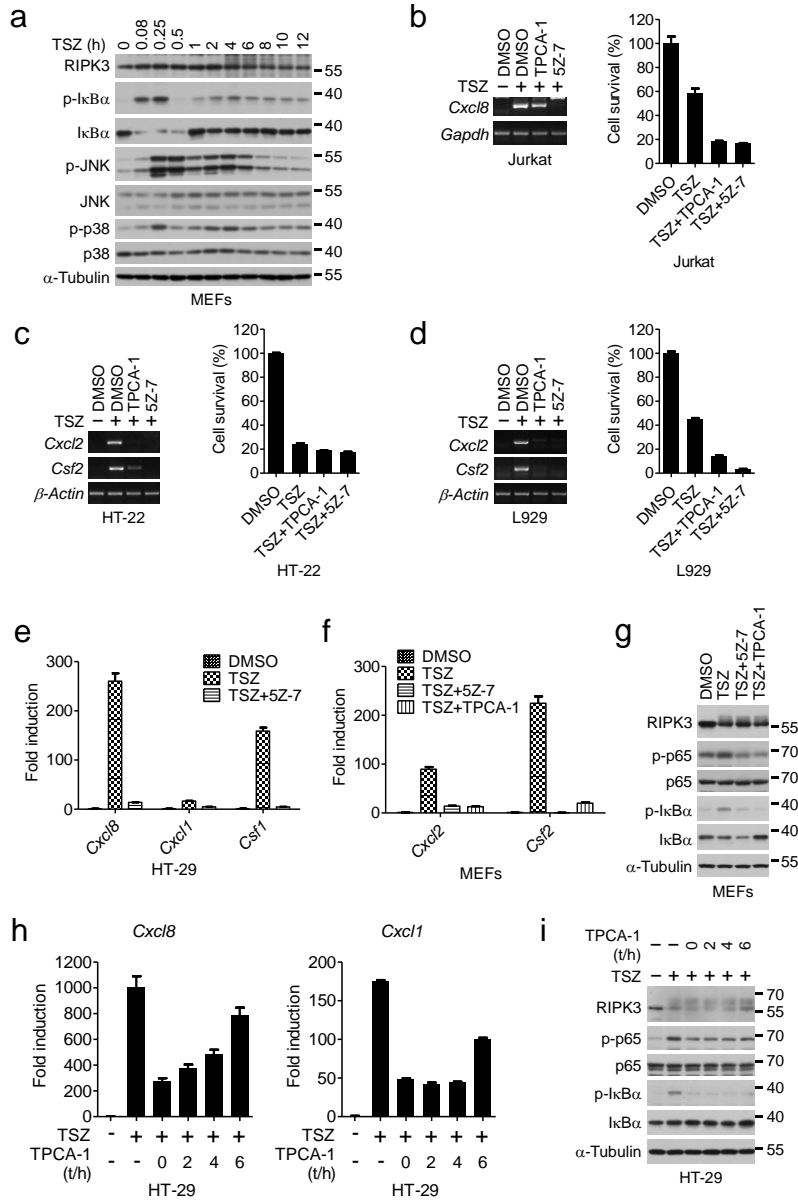 a
TSZ (h) 0 0.08 0.25 0.5 1 2 4 6 8 10 12
RIPK3 55
p-IκBα 40
IκBα 40
p-JNK 55
JNK 55
p-p38 40
p38 40
α-Tubulin 55
MEFs
b
DMSO DMSO TPCA-1 5Z-7
TSZ − + + +
Cxcl8
Gapdh
Jurkat
Cell survival (%)
120
100
80
60
40
20
0
DMSO TSZ TSZ+TPCA-1 TSZ+5Z-7
Jurkat
c
DMSO DMSO TPCA-1 5Z-7
TSZ − + + +
Cxcl2
Csf2
β-Actin
HT-22
Cell survival (%)
120
100
80
60
40
20
0
DMSO TSZ TSZ+TPCA-1 TSZ+5Z-7
HT-22
d
DMSO DMSO TPCA-1 5Z-7
TSZ − + + +
Cxcl2
Csf2
β-Actin
L929
Cell survival (%)
120
100
80
60
40
20
0
DMSO TSZ TSZ+TPCA-1 TSZ+5Z-7
L929
e
Fold induction
300
200
100
0
DMSO
TSZ
TSZ+5Z-7
Cxcl8 Cxcl1 Csf1
HT-29
f
Fold induction
300
200
100
0
DMSO
TSZ
TSZ+5Z-7
TSZ+TPCA-1
Cxcl2 Csf2
MEFs
g
DMSO TSZ TSZ+5Z-7 TSZ+TPCA-1
RIPK3 55
p-p65 70
p65 70
p-IκBα 40
IκBα 40
α-Tubulin 55
MEFs
h
Cxcl8
Fold induction
1200
1000
800
600
400
200
0
TSZ - + + + + +
TPCA-1 - - 0 2 4 6
(t/h)
HT-29
Cxcl1
Fold induction
200
150
100
50
0
TSZ - + + + + +
TPCA-1 - - 0 2 4 6
(t/h)
HT-29
i
TPCA-1 − − 0 2 4 6
(t/h)
TSZ − + + + + +
RIPK3 70
55
p-p65 70
p65 70
p-IκBα 40
IκBα 40
α-Tubulin 55
HT-29